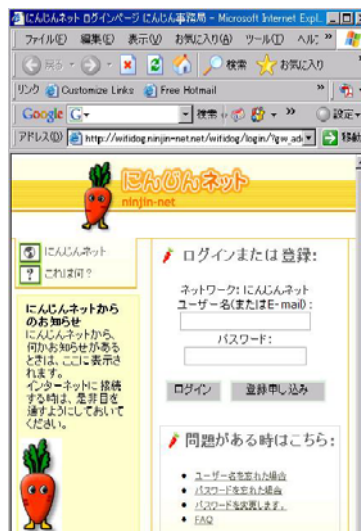 にんじんネット ログインページ にんじん事務局 - Microsoft Internet Expl..
ファイル(F) 編集(E) 表示(V) お気に入り(A) ツール(T) ヘル: »
戻る 検索 お気に入り
リンク Customize Links Free Hotmail »
Google G 検索 » 設定
アドレス(D) http://wifidog.ninjin-net.net/wifidog/login/?gw_ad 移動
にんじんネット
ninjin-net
にんじんネット
これは何？
にんじんネットから
のお知らせ
にんじんネットから、
何かお知らせがある
ときは、ここに表示さ
れます。
インターネットに接続
する時は、是非目を
通すようにしておいて
ください。
ログインまたは登録:
ネットワーク: にんじんネット
ユーザー名(またはE-mail) :
パスワード:
ログイン 登録申し込み
問題がある時はこちら:
ユーザー名を忘れた場合
パスワードを忘れた場合
パスワードを変更します。
FAQ